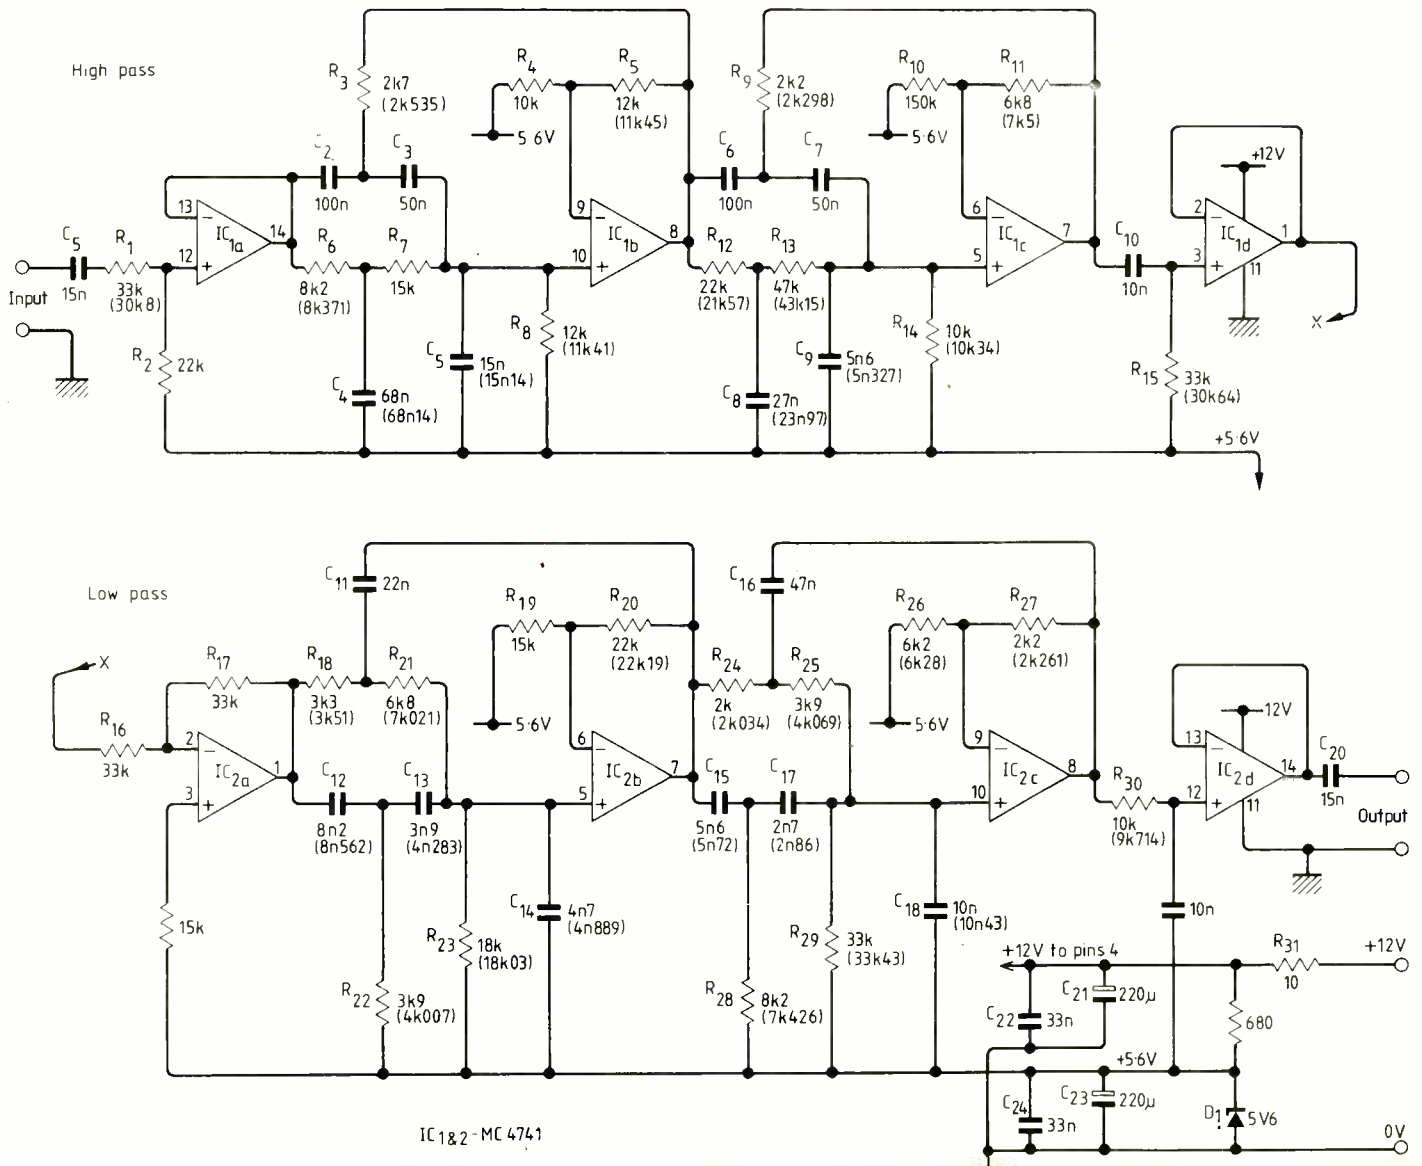 High pass
R3
2k7
(2k535)
R4
10k
R5
12k
(11k45)
5·6V
R9
2k2
(2k298)
R10
150k
R11
6k8
(7k5)
5·6V
C2
100n
C3
50n
C6
100n
C7
50n
+12V
13
IC1a
14
12
9
IC1b
8
10
6
IC1c
7
5
2
IC1d
1
3
11
C5
15n
R1
33k
(30k8)
Input
R2
22k
R6
8k2
(8k371)
R7
15k
R8
12k
(11k41)
C5
15n
(15n14)
C4
68n
(68n14)
R12
22k
(21k57)
R13
47k
(43k15)
R14
10k
(10k34)
C9
5n6
(5n327)
C8
27n
(23n97)
C10
10n
R15
33k
(30k64)
X
+5·6V
Low pass
C11
22n
R19
15k
R20
22k
(22k19)
5·6V
C16
47n
R26
6k2
(6k28)
R27
2k2
(2k261)
5·6V
X
R17
33k
R16
33k
R18
3k3
(3k51)
R21
6k8
(7k021)
R24
2k
(2k034)
R25
3k9
(4k069)
12V
2
IC2a
1
3
6
IC2b
7
5
9
IC2c
8
10
13
IC2d
14
12
11
C12
8n2
(8n562)
C13
3n9
(4n283)
C15
5n6
(5n72)
C17
2n7
(2n86)
R30
10k
(9k714)
C20
15n
Output
15k
R22
3k9
(4k007)
R23
18k
(18k03)
C14
4n7
(4n889)
R28
8k2
(7k426)
R29
33k
(33k43)
C18
10n
(10n43)
10n
+12V to pins 4
R31
10
+12V
C22
33n
C21
220µ
680
+5·6V
C24
33n
C23
220µ
D1
5V6
0V
IC1&2-MC4741